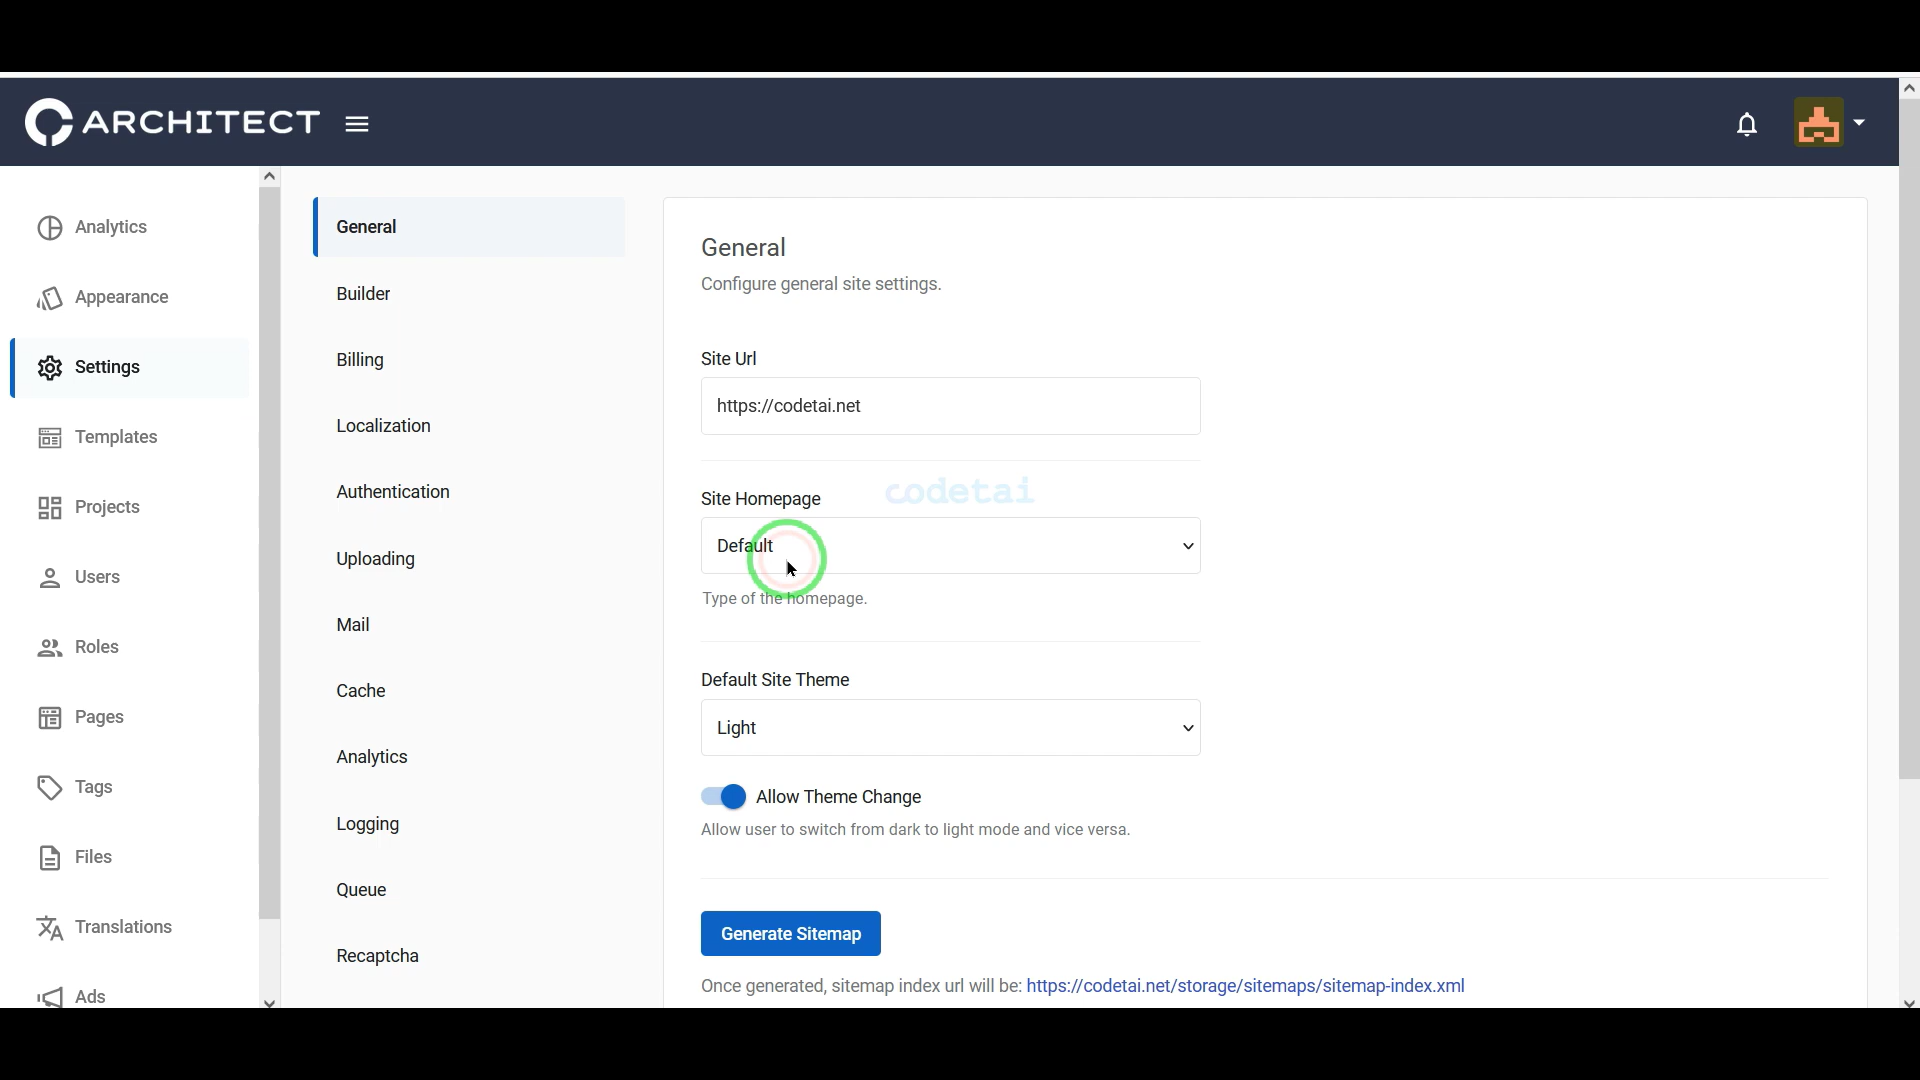 ARCHITECT
Analytics
Appearance
Settings
Templates
Projects
Users
Roles
Pages
Tags
Files
Translations
Ads
General
Builder
Billing
Localization
Authentication
Uploading
Mail
Cache
Analytics
Logging
Queue
Recaptcha
General
Configure general site settings.
Site Url
https://codetai.net
codetai
Site Homepage
Default
Type of the homepage.
Default Site Theme
Light
Allow Theme Change
Allow user to switch from dark to light mode and vice versa.
Generate Sitemap
Once generated, sitemap index url will be: https://codetai.net/storage/sitemaps/sitemap-index.xml